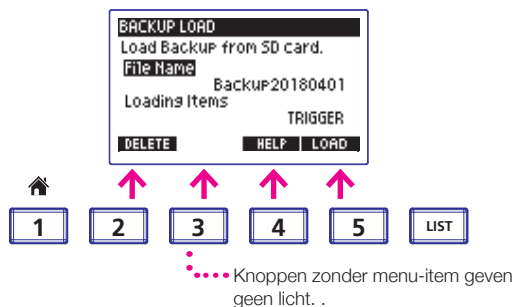 BACKUP LOAD
Load Backup from SD card.
File Name
Backup20180401
Loading Items
TRIGGER
DELETE HELP LOAD
1 2 3 4 5 LIST
Knoppen zonder menu-item geven
geen licht. .